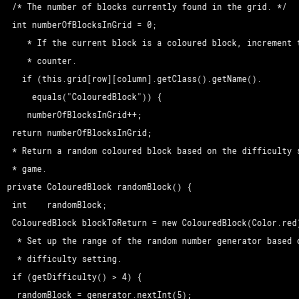 /* The number of blocks currently found in the grid. */
int numberOfBlocksInGrid = 0;
* If the current block is a coloured block, increment
* counter.
if (this.grid[row][column].getClass().getName().
equals("ColouredBlock")) {
numberOfBlocksInGrid++;
return numberOfBlocksInGrid;
* Return a random coloured block based on the difficulty
* game.
private ColouredBlock randomBlock() {
int    randomBlock;
ColouredBlock blockToReturn = new ColouredBlock(Color.red
* Set up the range of the random number generator based
* difficulty setting.
if (getDifficulty() > 4) {
randomBlock = generator.nextInt(5);